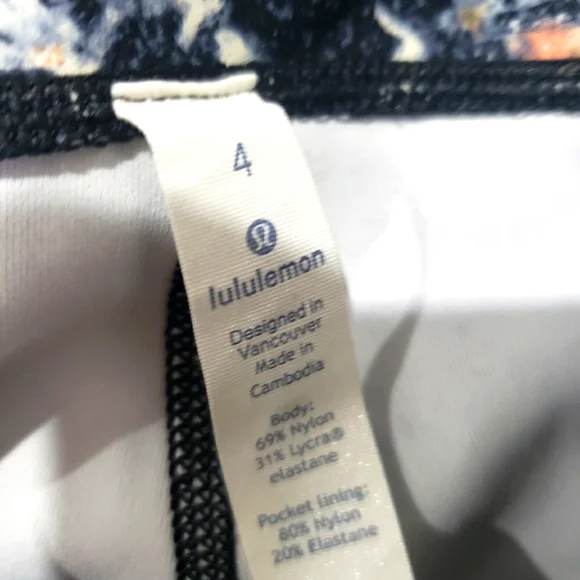 4
lululemon
Designed in
Vancouver
Made in
Cambodia
Body:
69% Nylon
31% Lycra®
elastane
Pocket lining:
80% Nylon
20% Elastane